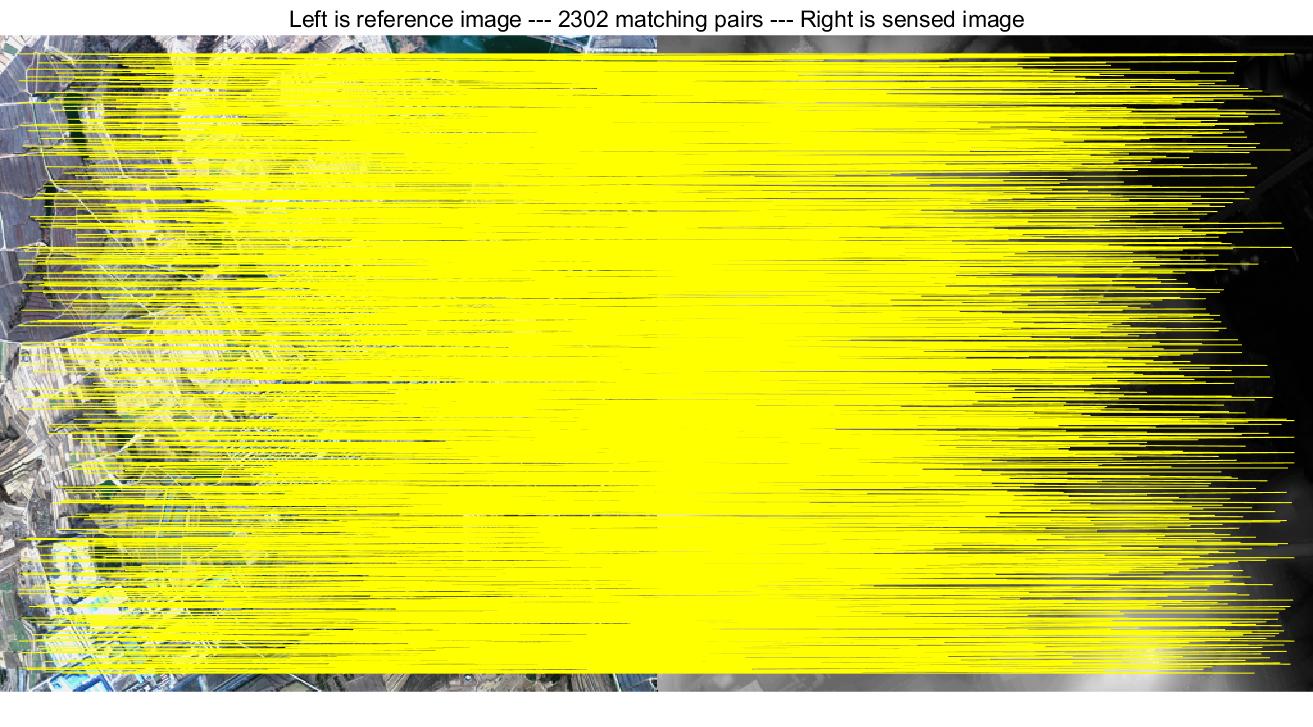 Left is reference image --- 2302 matching pairs --- Right is sensed image